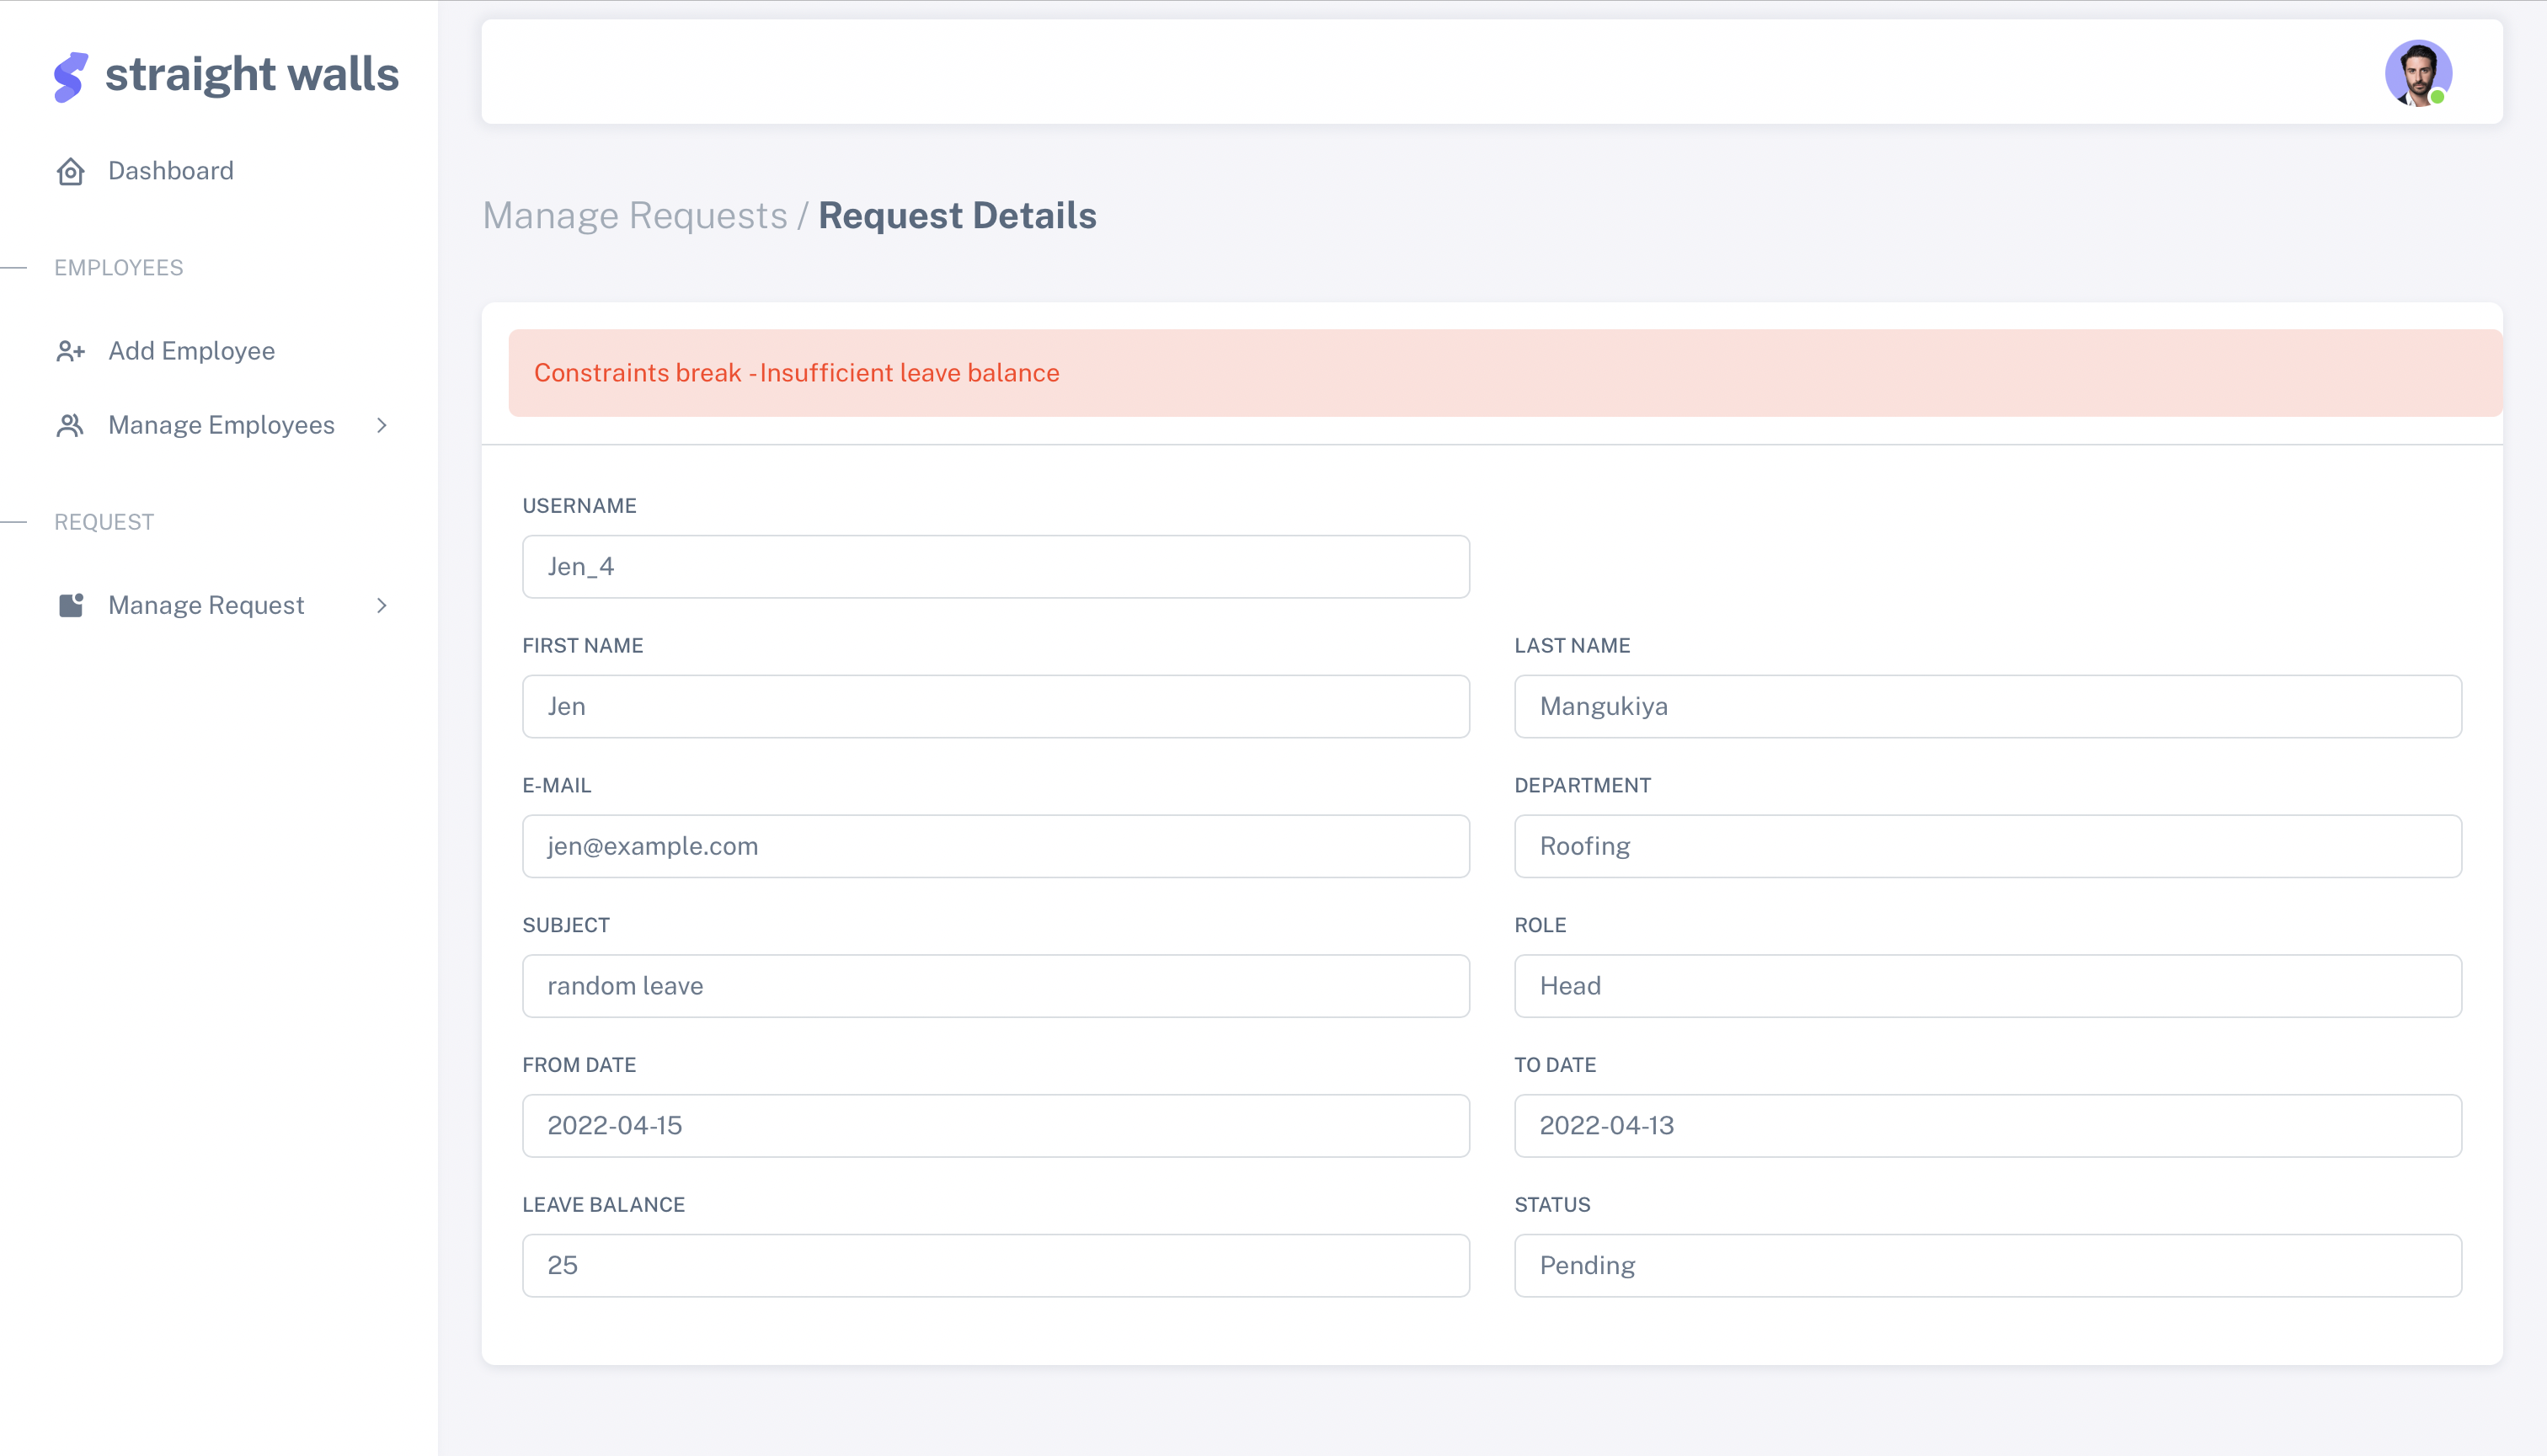 straight walls
Dashboard
EMPLOYEES
Add Employee
Manage Employees
REQUEST
Manage Request
Manage Requests / Request Details
Constraints break - Insufficient leave balance
USERNAME
Jen_4
FIRST NAME
LAST NAME
Jen
Mangukiya
E-MAIL
DEPARTMENT
jen@example.com
Roofing
SUBJECT
ROLE
random leave
Head
FROM DATE
TO DATE
2022-04-15
2022-04-13
LEAVE BALANCE
STATUS
25
Pending